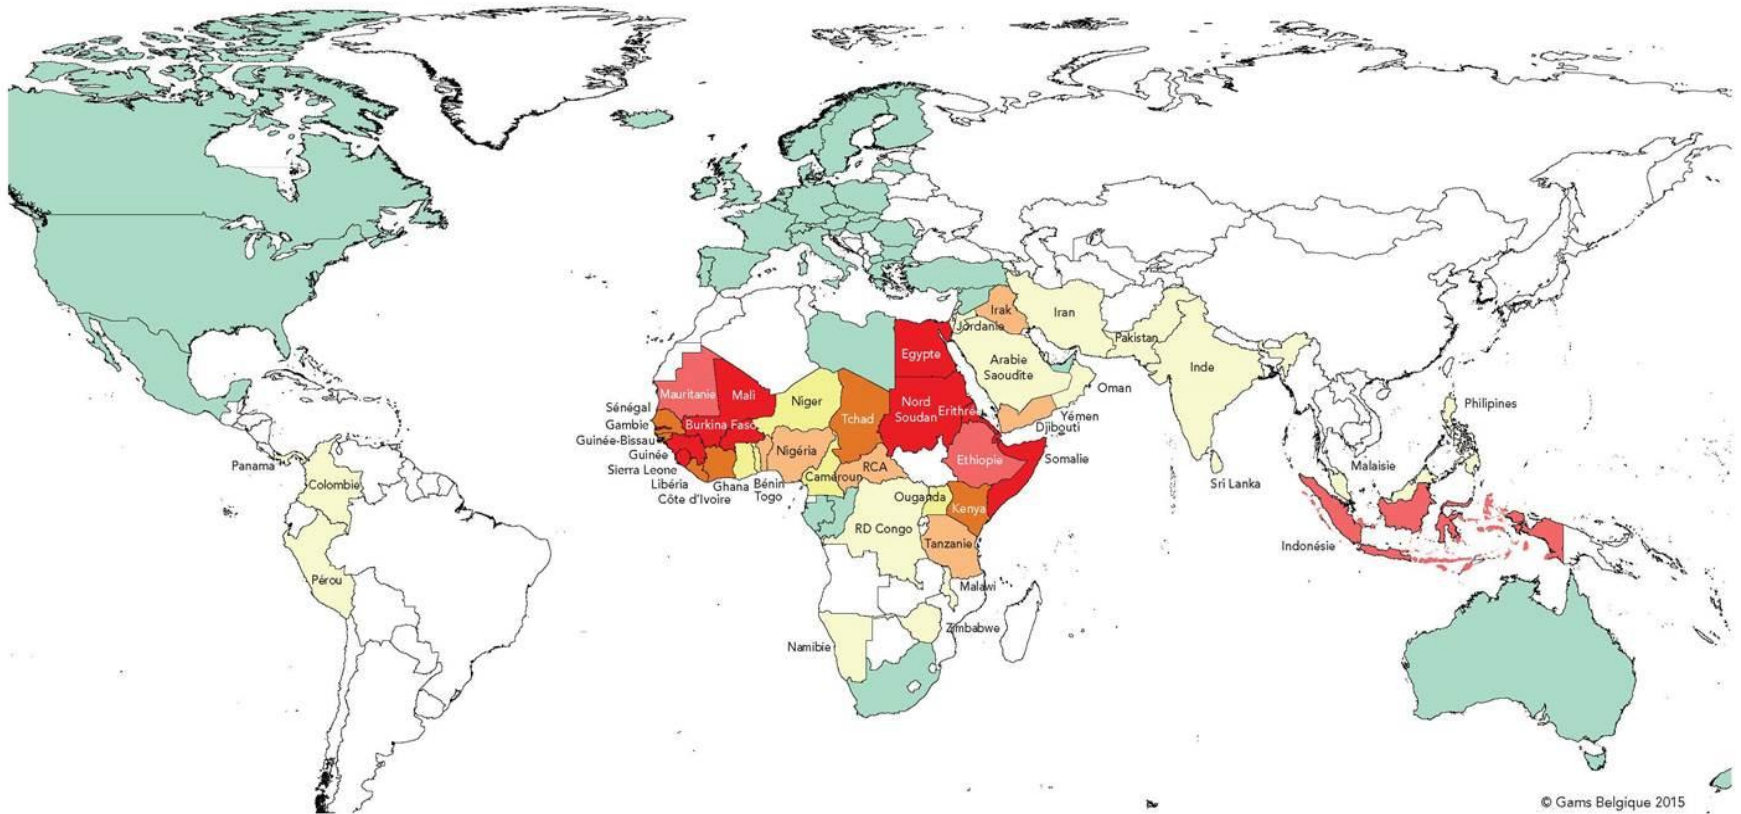 Irak
Iran
Jordanie
Pakistan
Egypte
Arabie
Saoudite
Inde
Oman
Mauritanie
Mali
Niger
Nord
Soudan
Erithrée
Yémen
Djibouti
Philipines
Sénégal
Gambie
Burkina Faso
Tchad
Guinée-Bissau
Guinée
Sierra Leone
Libéria
Côte d'Ivoire
Ghana
Bénin
Togo
Nigéria
Cameroun
RCA
Ethiopie
Somalie
Panama
Colombie
Malaisie
Sri Lanka
Ouganda
Kenya
RD Congo
Tanzanie
Indonésie
Pérou
Malawi
Zimbabwe
Namibie
© Gams Belgique 2015